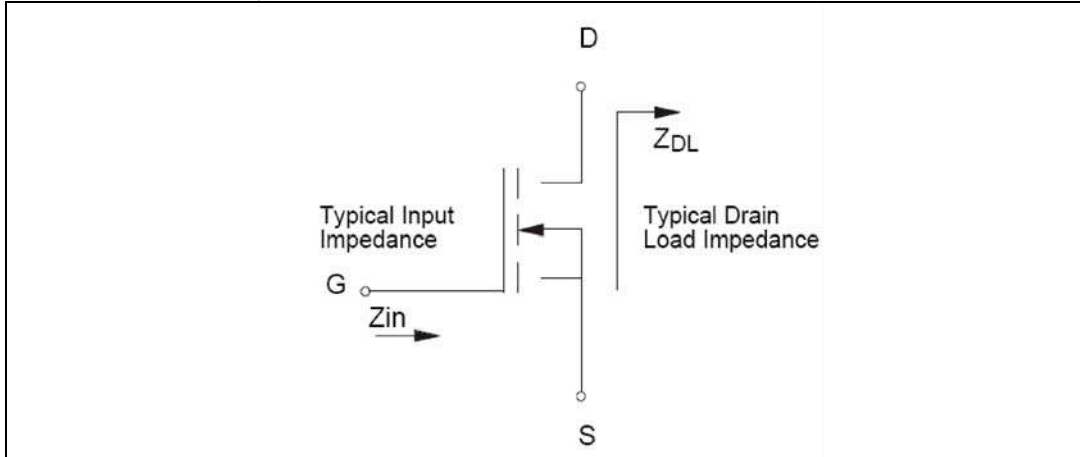 D
ZDL
Typical Input
Impedance
Typical Drain
Load Impedance
G
Zin
S